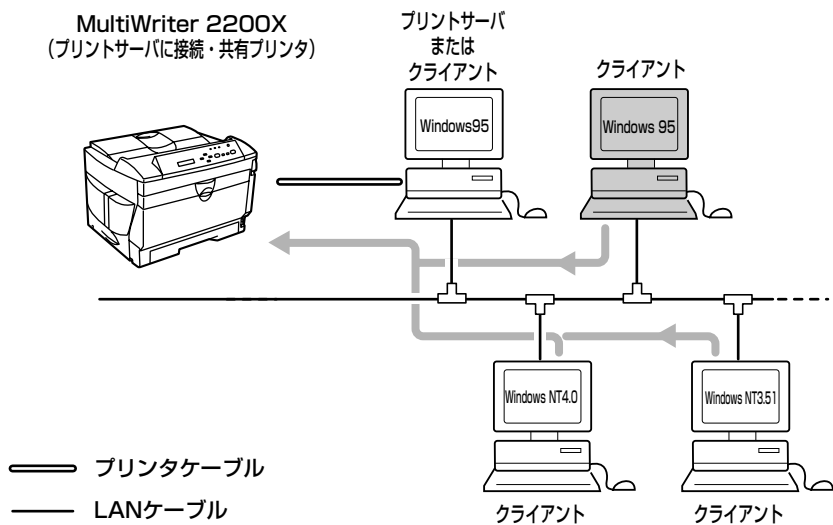 MultiWriter 2200X
（プリントサーバに接続・共有プリンタ）
プリントサーバ
または
クライアント
クライアント
Windows95
Windows 95
Windows NT4.0
Windows NT3.51
クライアント
クライアント
プリンタケーブル
LANケーブル